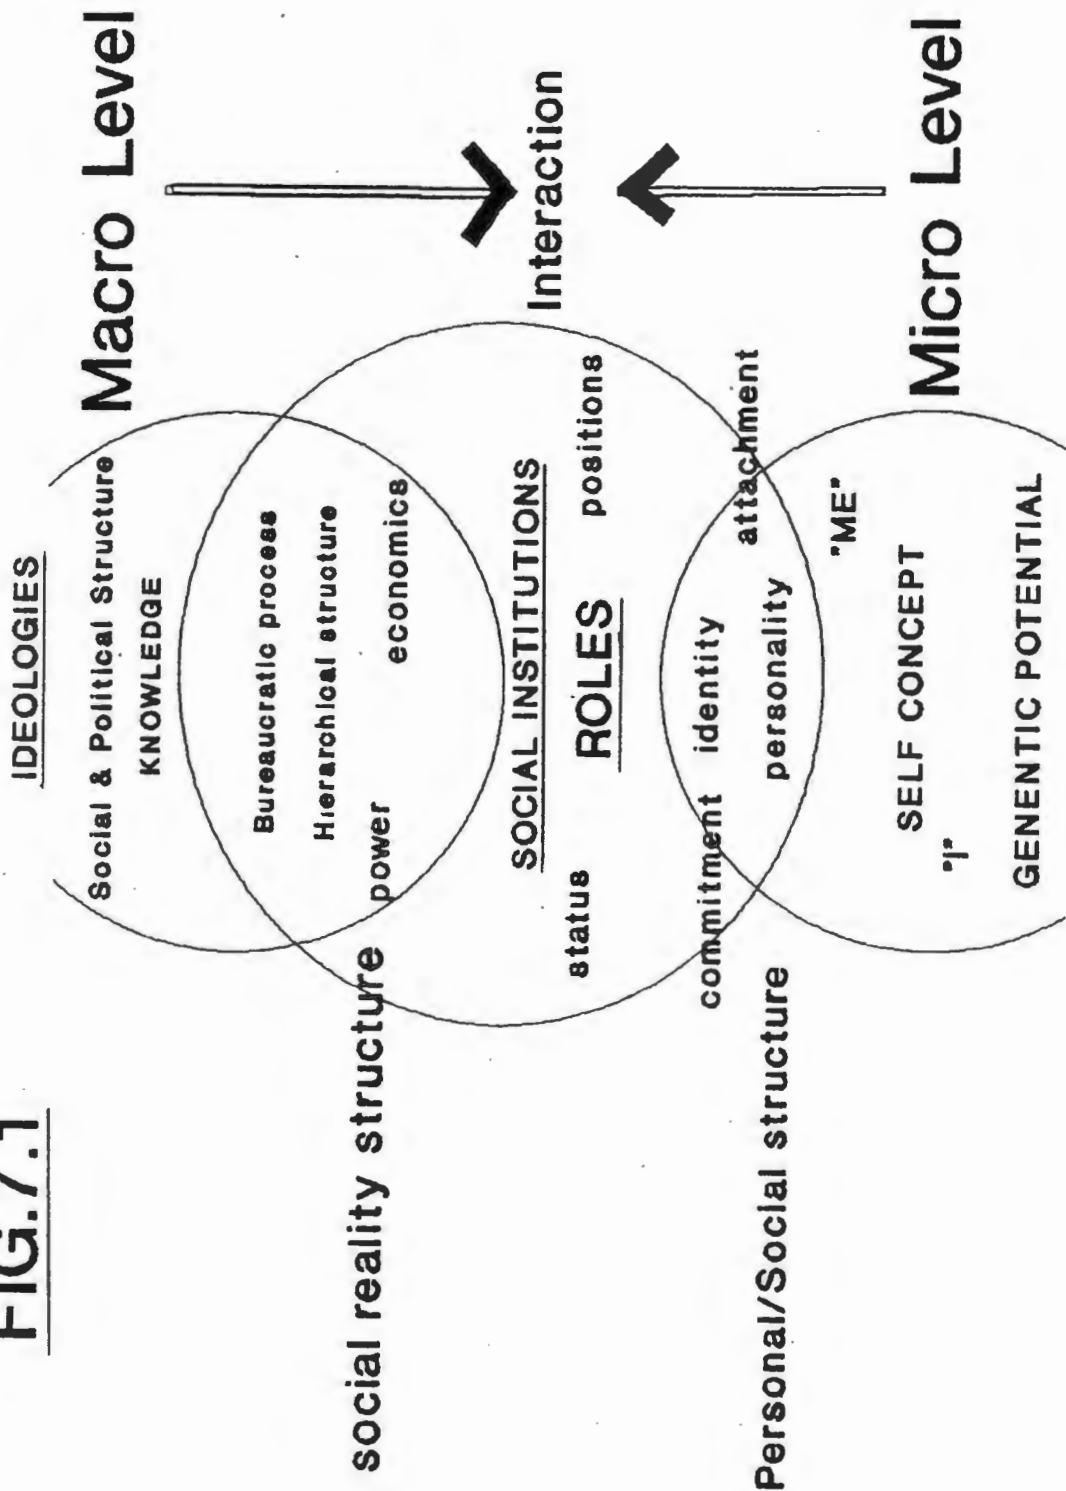 FIG.7.1
IDEOLOGIES
Social & Political Structure
Macro Level
KNOWLEDGE
Bureaucratic process
Hierarchical structure
social reality structure
power
economics
SOCIAL INSTITUTIONS
Interaction
status
ROLES
positions
commitment
identity
attachment
Personal/Social structure
personality
"ME"
SELF CONCEPT
Micro Level
"I"
GENENTIC POTENTIAL